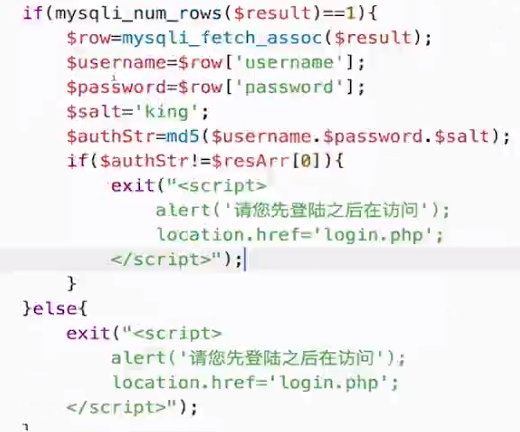 if(mysqli_num_rows($result)==1){
    $row=mysqli_fetch_assoc($result);
    $username=$row['username'];
    $password=$row['password'];
    $salt='king';
    $authStr=md5($username.$password.$salt);
    if($authStr!=$resArr[0]){
        exit("<script>
            alert('请您先登陆之后在访问');
            location.href='login.php';
        </script>");
    }
}else{
    exit("<script>
        alert('请您先登陆之后在访问');
        location.href='login.php';
    </script>");
}